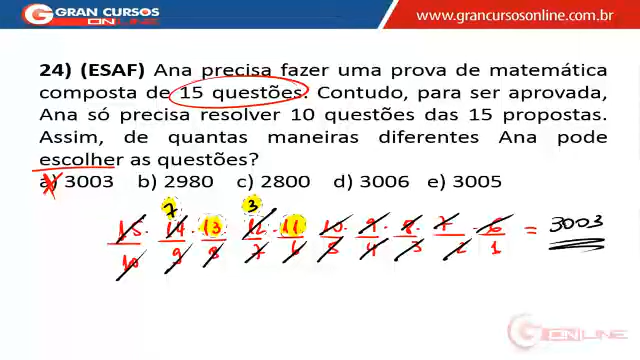 GRAN CURSOS
ONLINE
www.grancursosonline.com.br
24) (ESAF) Ana precisa fazer uma prova de matemática
composta de 15 questões. Contudo, para ser aprovada,
Ana só precisa resolver 10 questões das 15 propostas.
Assim, de quantas maneiras diferentes Ana pode
escolher as questões?
a) 3003 b) 2980 c) 2800 d) 3006 e) 3005
7 3
15 · 14 · 13 · 12 · 11 · 10 · 9 · 8 · 7 · 6 = 3003
10 9 8 7 6 5 4 3 2 1
G ONLINE